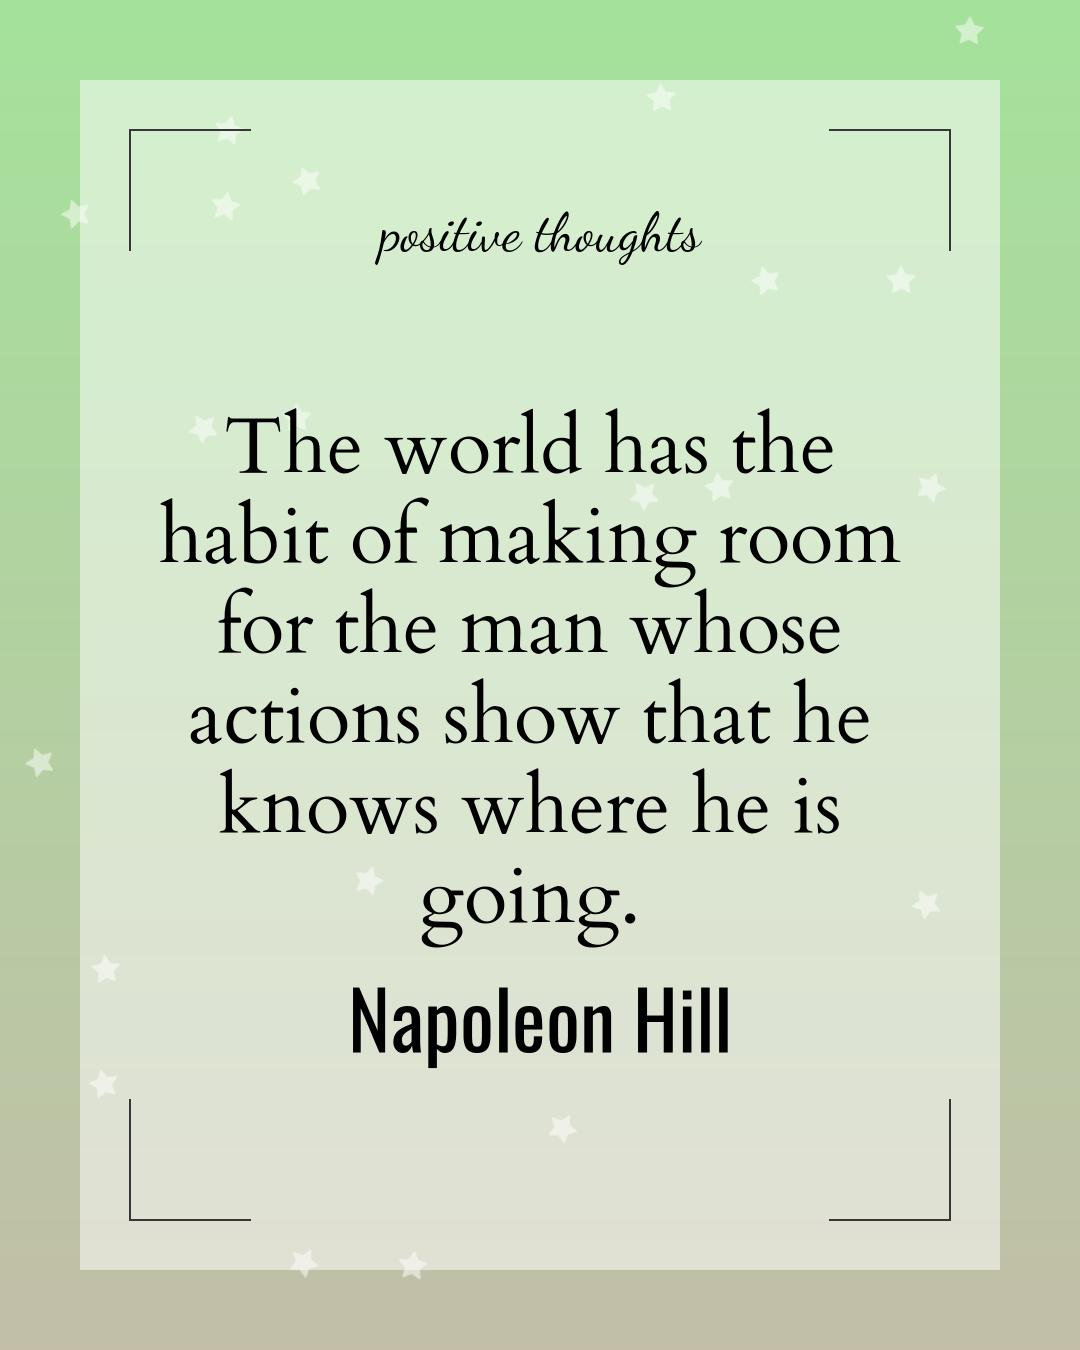 positive thoughts
The world has the
habit of making room
for the man whose
actions show that he
knows where he is
going.
Napoleon Hill